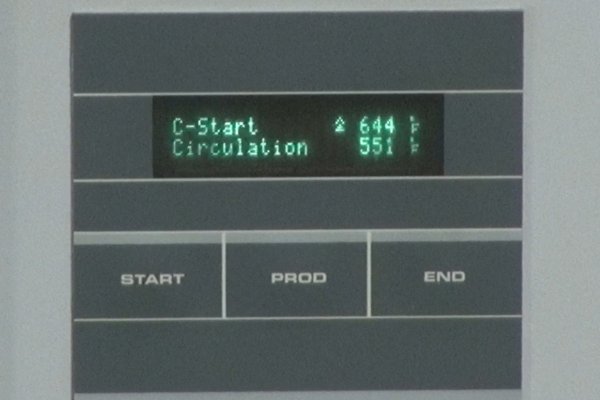 C-Start 644
Circulation 551
START PROD END